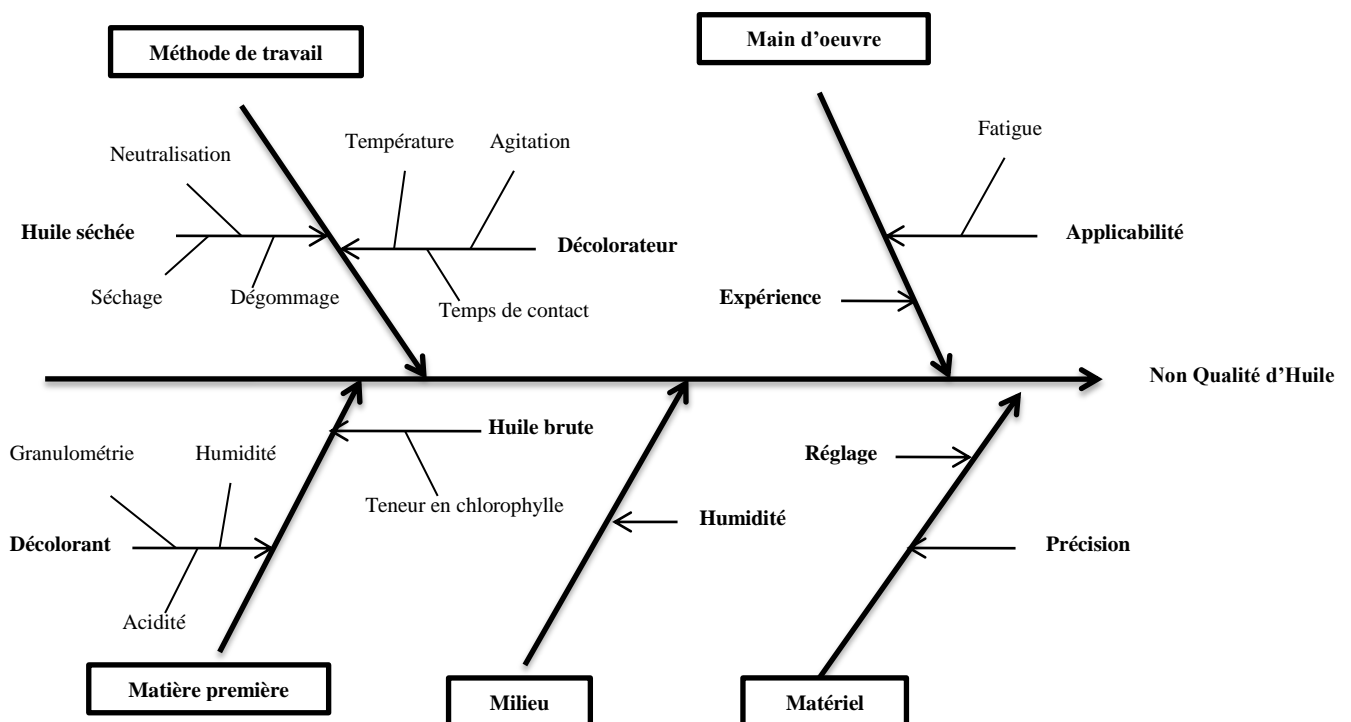 Méthode de travail
Main d'oeuvre
Neutralisation
Température
Agitation
Fatigue
Huile séchée
Décolorateur
Applicabilité
Séchage
Dégommage
Temps de contact
Expérience
Non Qualité d'Huile
Granulométrie
Humidité
Huile brute
Teneur en chlorophylle
Réglage
Décolorant
Humidité
Précision
Acidité
Matière première
Milieu
Matériel